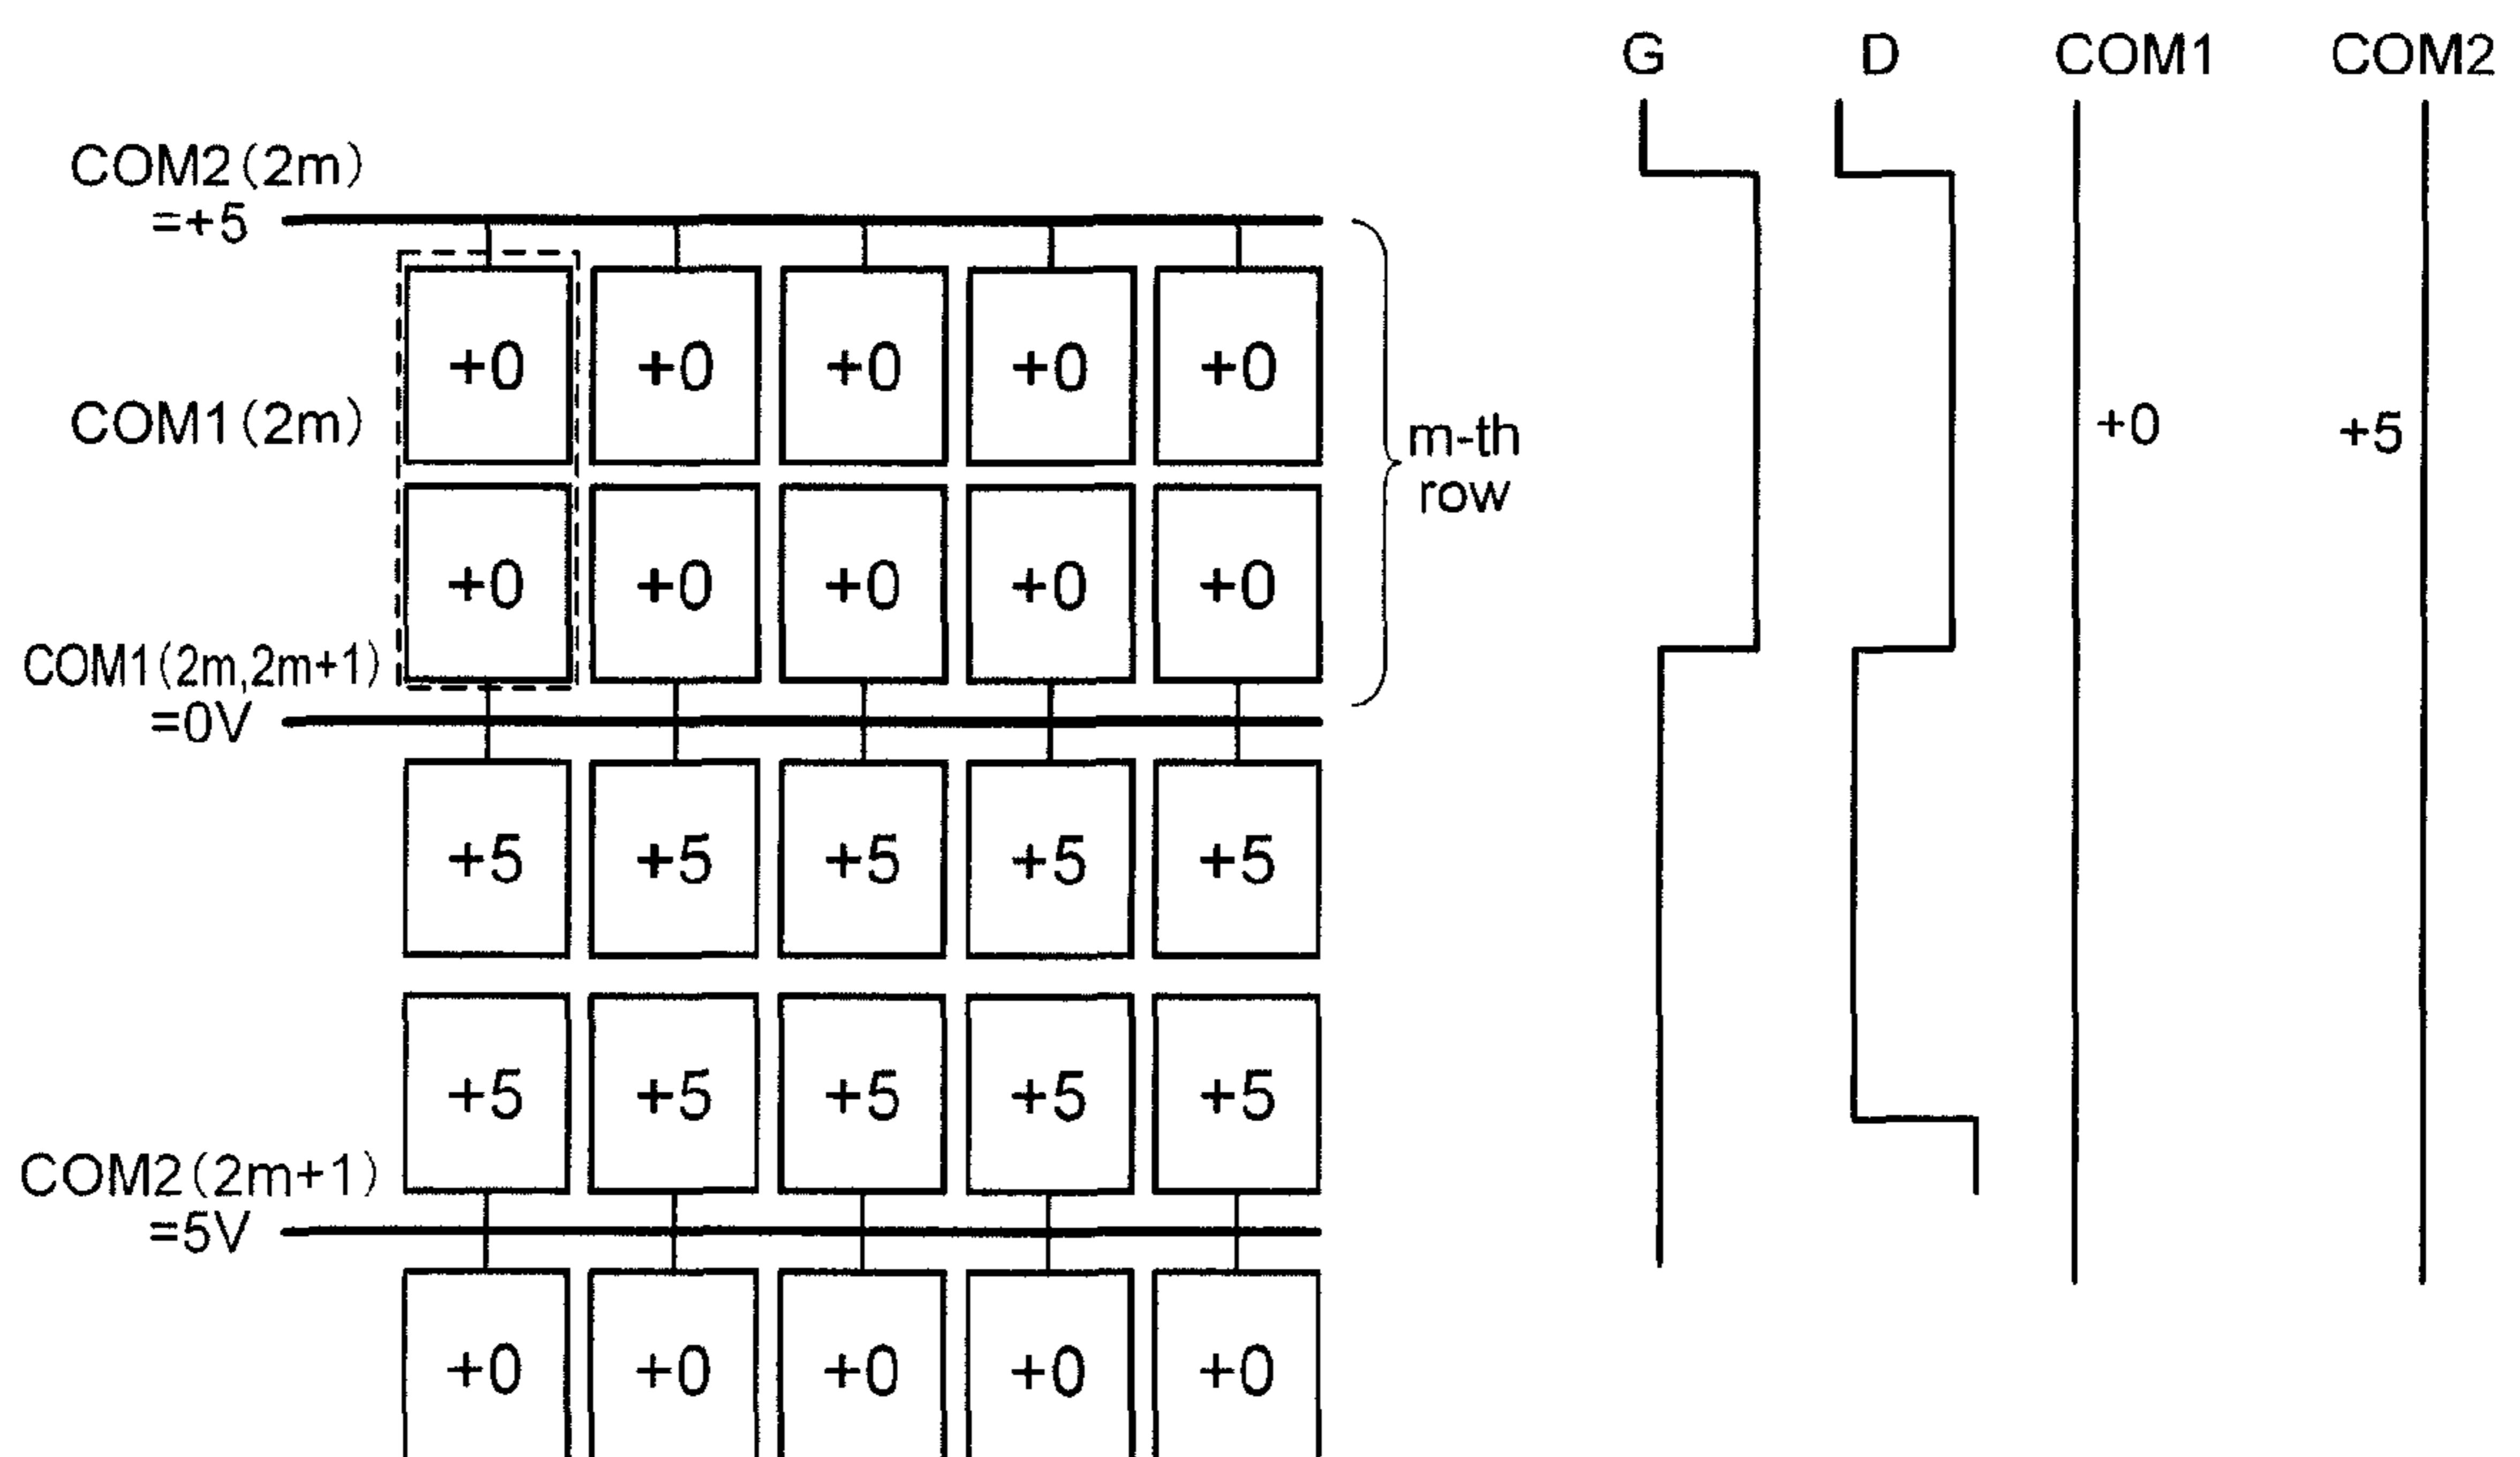 G D COM1 COM2
COM2(2m)
=+5
+0 +0 +0 +0 +0
COM1(2m)
m-th
row
+0
+5
+0 +0 +0 +0 +0
COM1(2m,2m+1)
=0V
+5 +5 +5 +5 +5
+5 +5 +5 +5 +5
COM2(2m+1)
=5V
+0 +0 +0 +0 +0